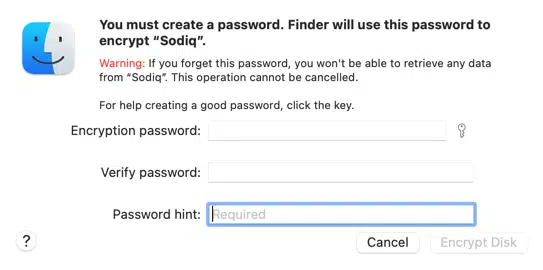 You must create a password. Finder will use this password to
encrypt “Sodiq”.
Warning: If you forget this password, you won't be able to retrieve any data
from “Sodiq”. This operation cannot be cancelled.
For help creating a good password, click the key.
Encryption password:
Verify password:
Password hint: Required
? Cancel Encrypt Disk